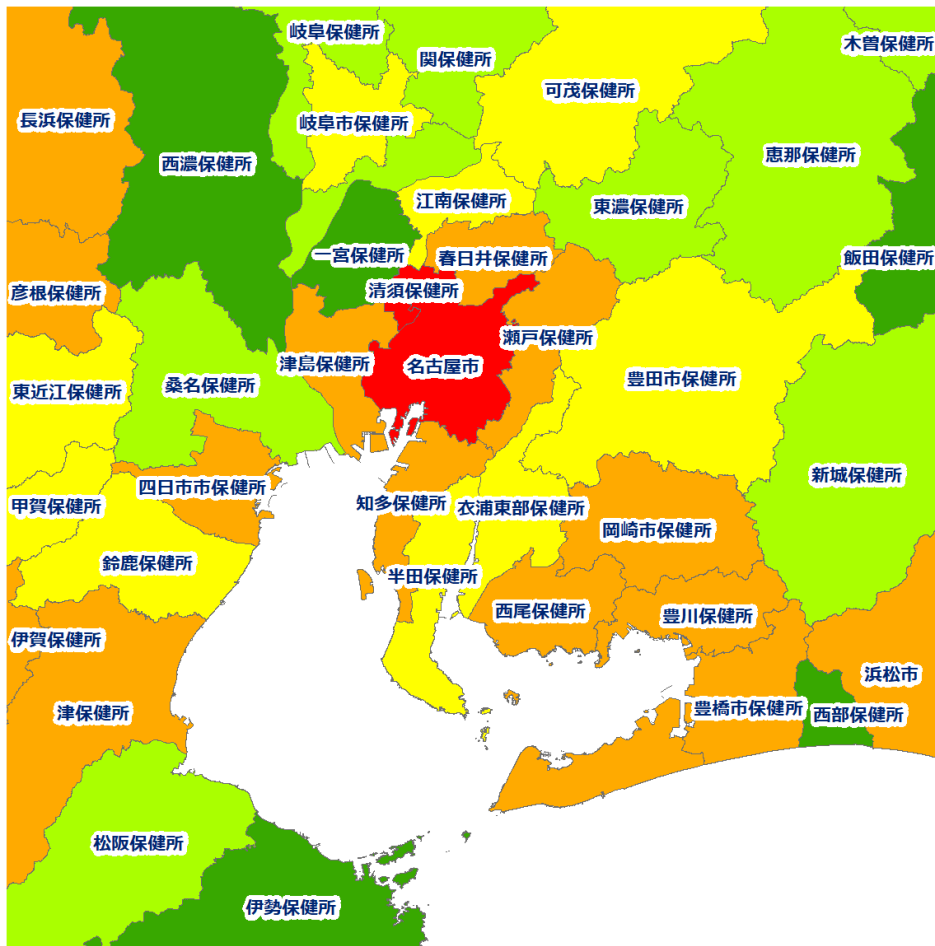 岐阜保健所
木曽保健所
関保健所
可茂保健所
長浜保健所
岐阜市保健所
恵那保健所
西濃保健所
江南保健所
東濃保健所
一宮保健所
春日井保健所
飯田保健所
清須保健所
彦根保健所
瀬戸保健所
津島保健所
名古屋市
豊田市保健所
桑名保健所
東近江保健所
新城保健所
四日市市保健所
甲賀保健所
知多保健所
衣浦東部保健所
岡崎市保健所
鈴鹿保健所
半田保健所
西尾保健所
豊川保健所
伊賀保健所
浜松市
津保健所
豊橋市保健所
西部保健所
松阪保健所
伊勢保健所